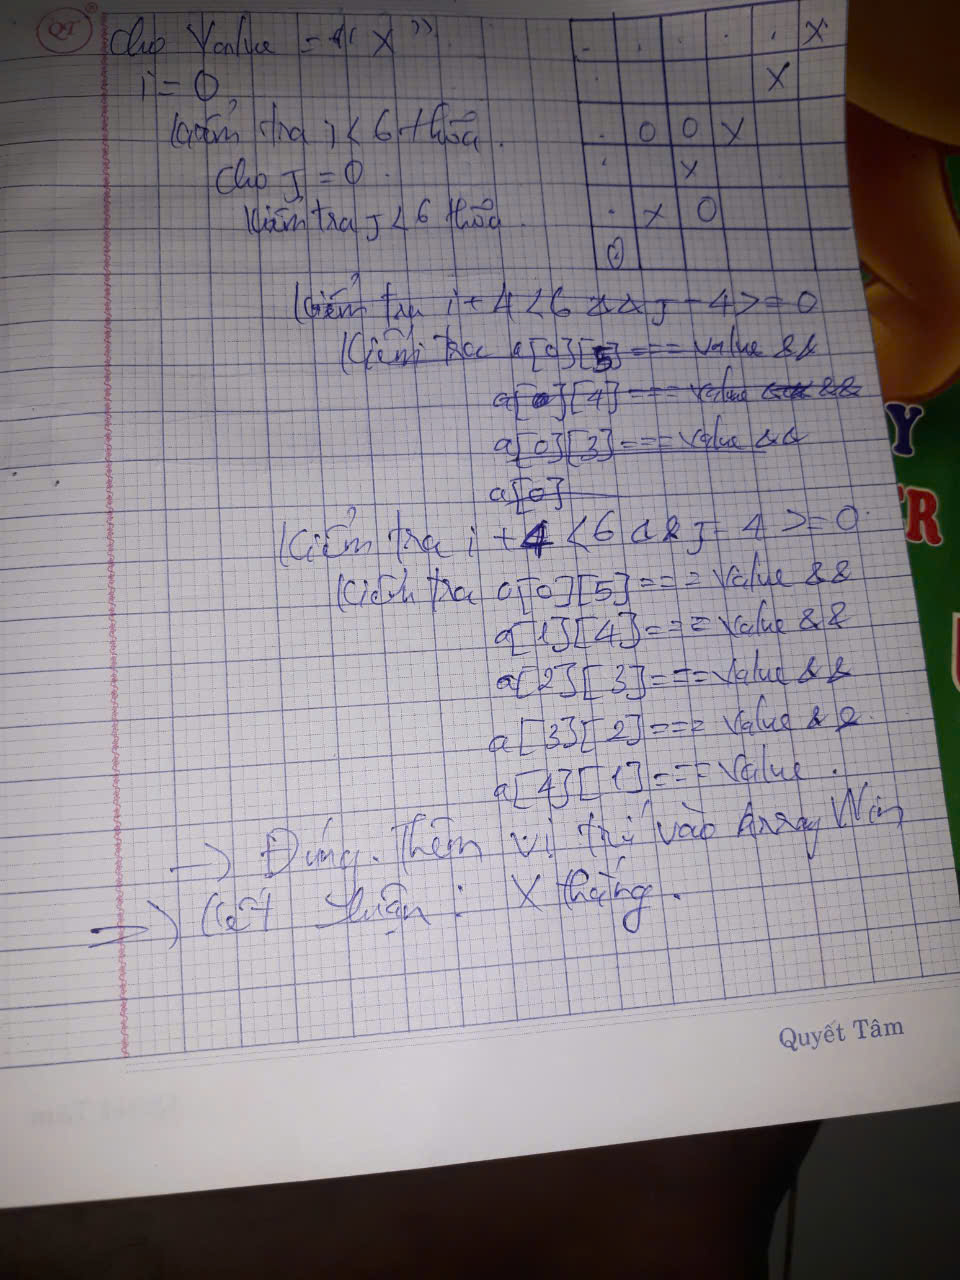 QT ®
Cho Value = "X"
i = 0
Kiểm tra i < 6 thỏa.
Cho j = 0.
Kiểm tra j < 6 thỏa.
. . . . . X
X
. O O X
. X
. X O
O
Kiểm tra i + 4 < 6 && j - 4 >= 0
Kiểm tra a[0][5] === Value &&
a[0][4] === Value && &&
a[0][3] === Value &&
a[0]
Kiểm tra i + 4 < 6 && j - 4 >= 0.
Kiểm tra a[0][5] === Value &&
a[1][4] === Value &&
a[2][3] === Value &&
a[3][2] === Value &&.
a[4][1] === Value.
→ Đúng. Thêm vị trí vào Array Win
⇒ Kết luận: X thắng.
Quyết Tâm
Y
ER